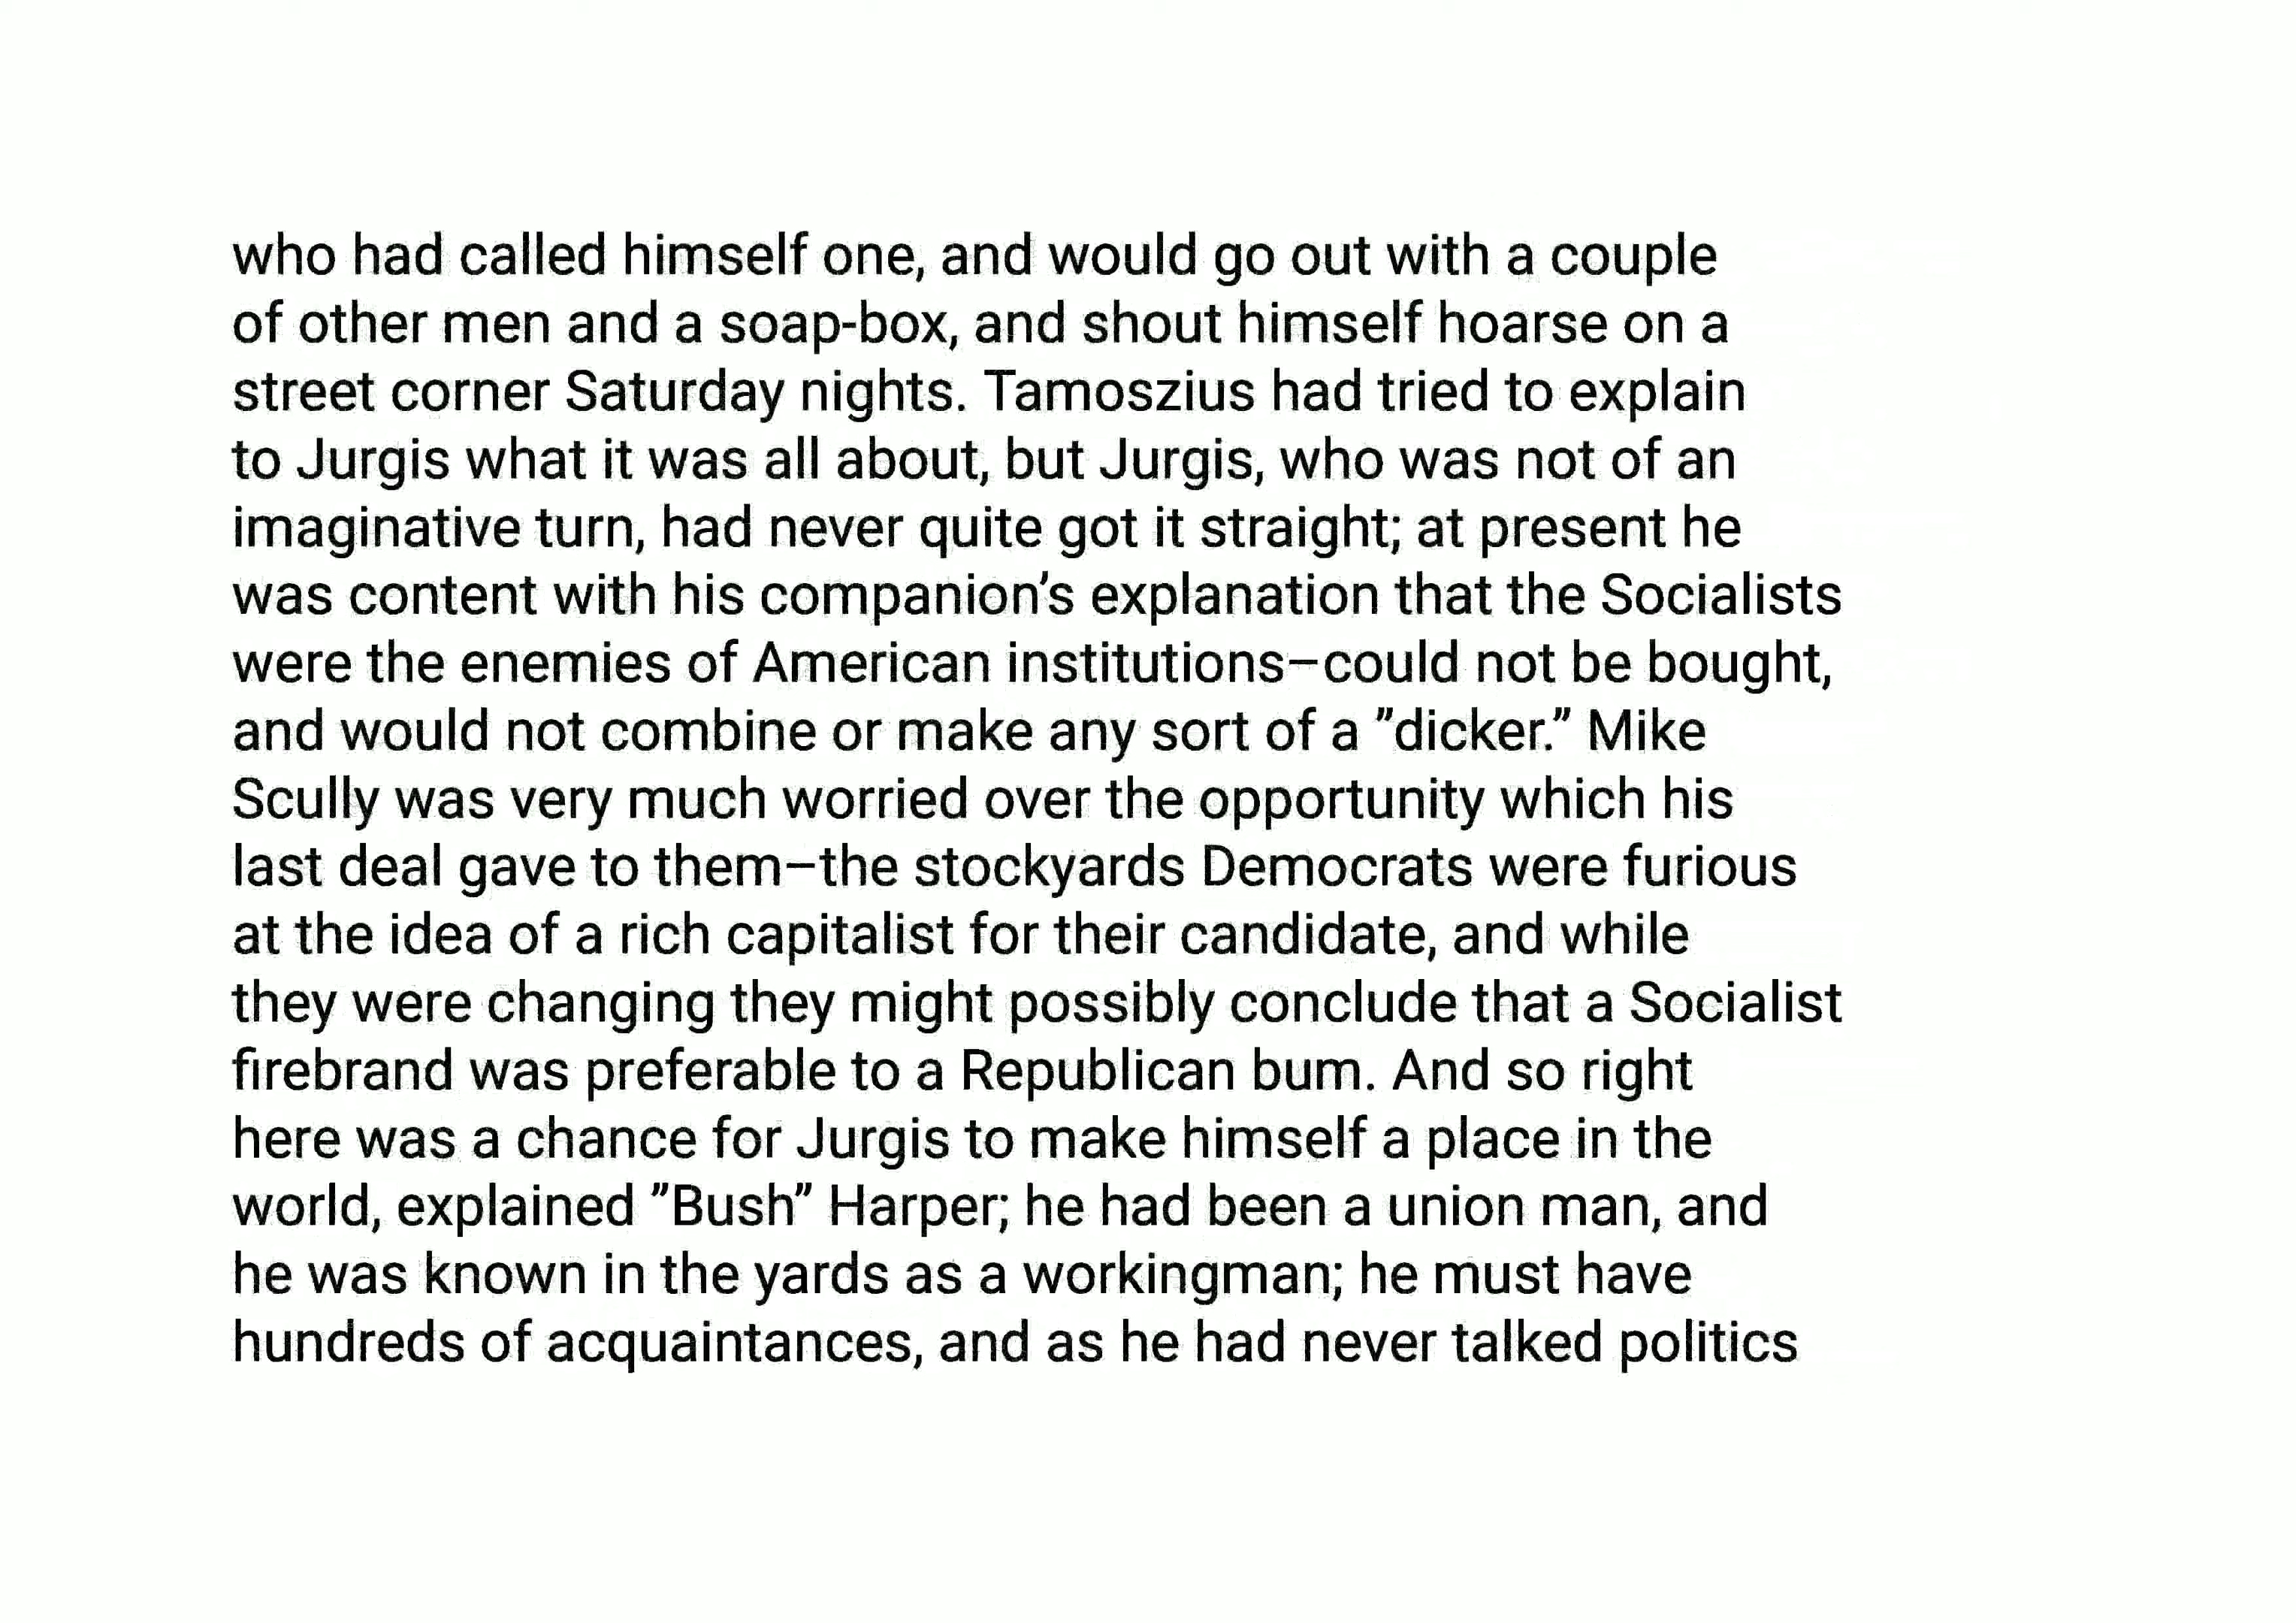 who had called himself one, and would go out with a couple
of other men and a soap-box, and shout himself hoarse on a
street corner Saturday nights. Tamoszius had tried to explain
to Jurgis what it was all about, but Jurgis, who was not of an
imaginative turn, had never quite got it straight; at present he
was content with his companion’s explanation that the Socialists
were the enemies of American institutions–could not be bought,
and would not combine or make any sort of a ”dicker.” Mike
Scully was very much worried over the opportunity which his
last deal gave to them–the stockyards Democrats were furious
at the idea of a rich capitalist for their candidate, and while
they were changing they might possibly conclude that a Socialist
firebrand was preferable to a Republican bum. And so right
here was a chance for Jurgis to make himself a place in the
world, explained ”Bush” Harper; he had been a union man, and
he was known in the yards as a workingman; he must have
hundreds of acquaintances, and as he had never talked politics